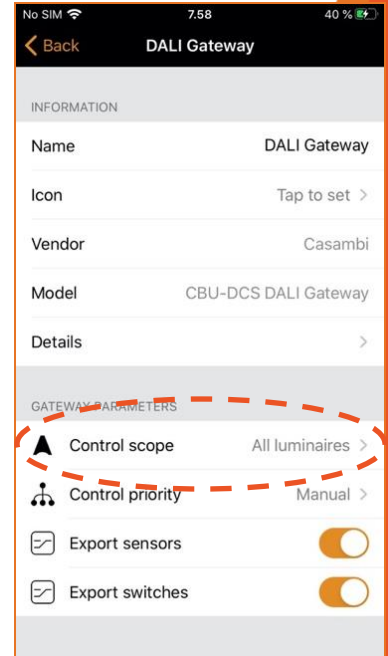 No SIM 7.58 40 %
Back DALI Gateway
INFORMATION
Name DALI Gateway
Icon Tap to set >
Vendor Casambi
Model CBU-DCS DALI Gateway
Details >
GATEWAY PARAMETERS
Control scope All luminaires >
Control priority Manual >
Export sensors
Export switches